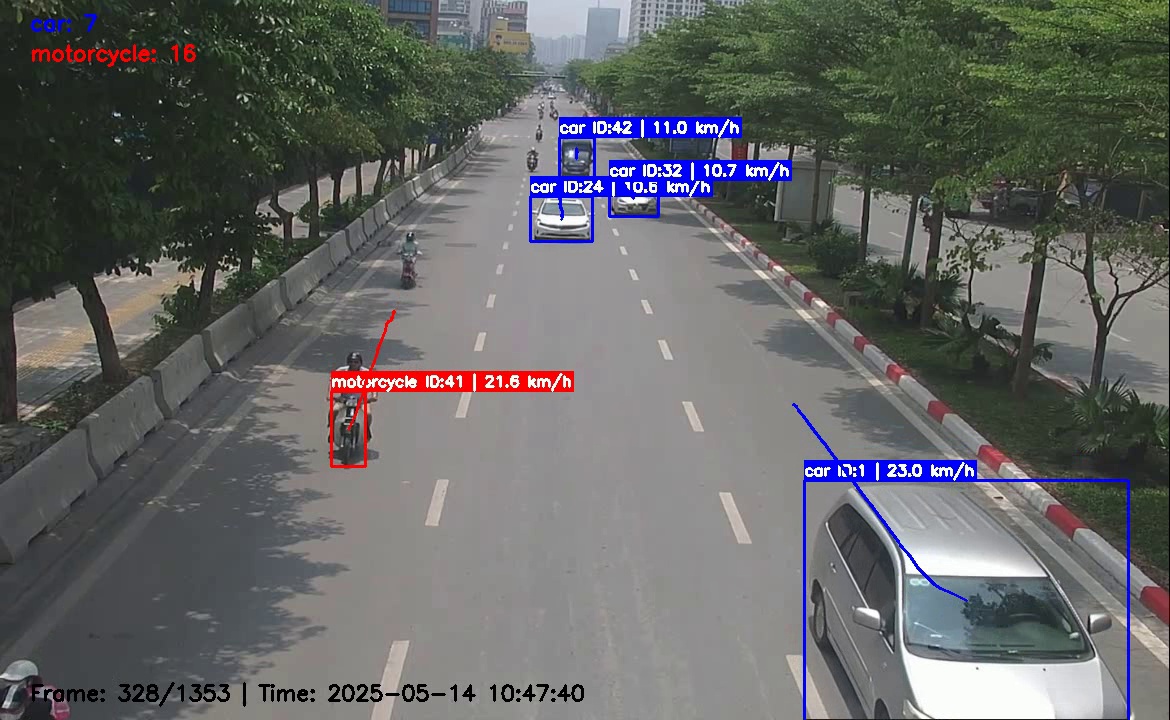 car: 7
motorcycle: 16
car ID:42 | 11.0 km/h
car ID:32 | 10.7 km/h
car ID:24 | 10.6 km/h
motorcycle ID:41 | 21.6 km/h
car ID:1 | 23.0 km/h
Frame: 328/1353 | Time: 2025-05-14 10:47:40